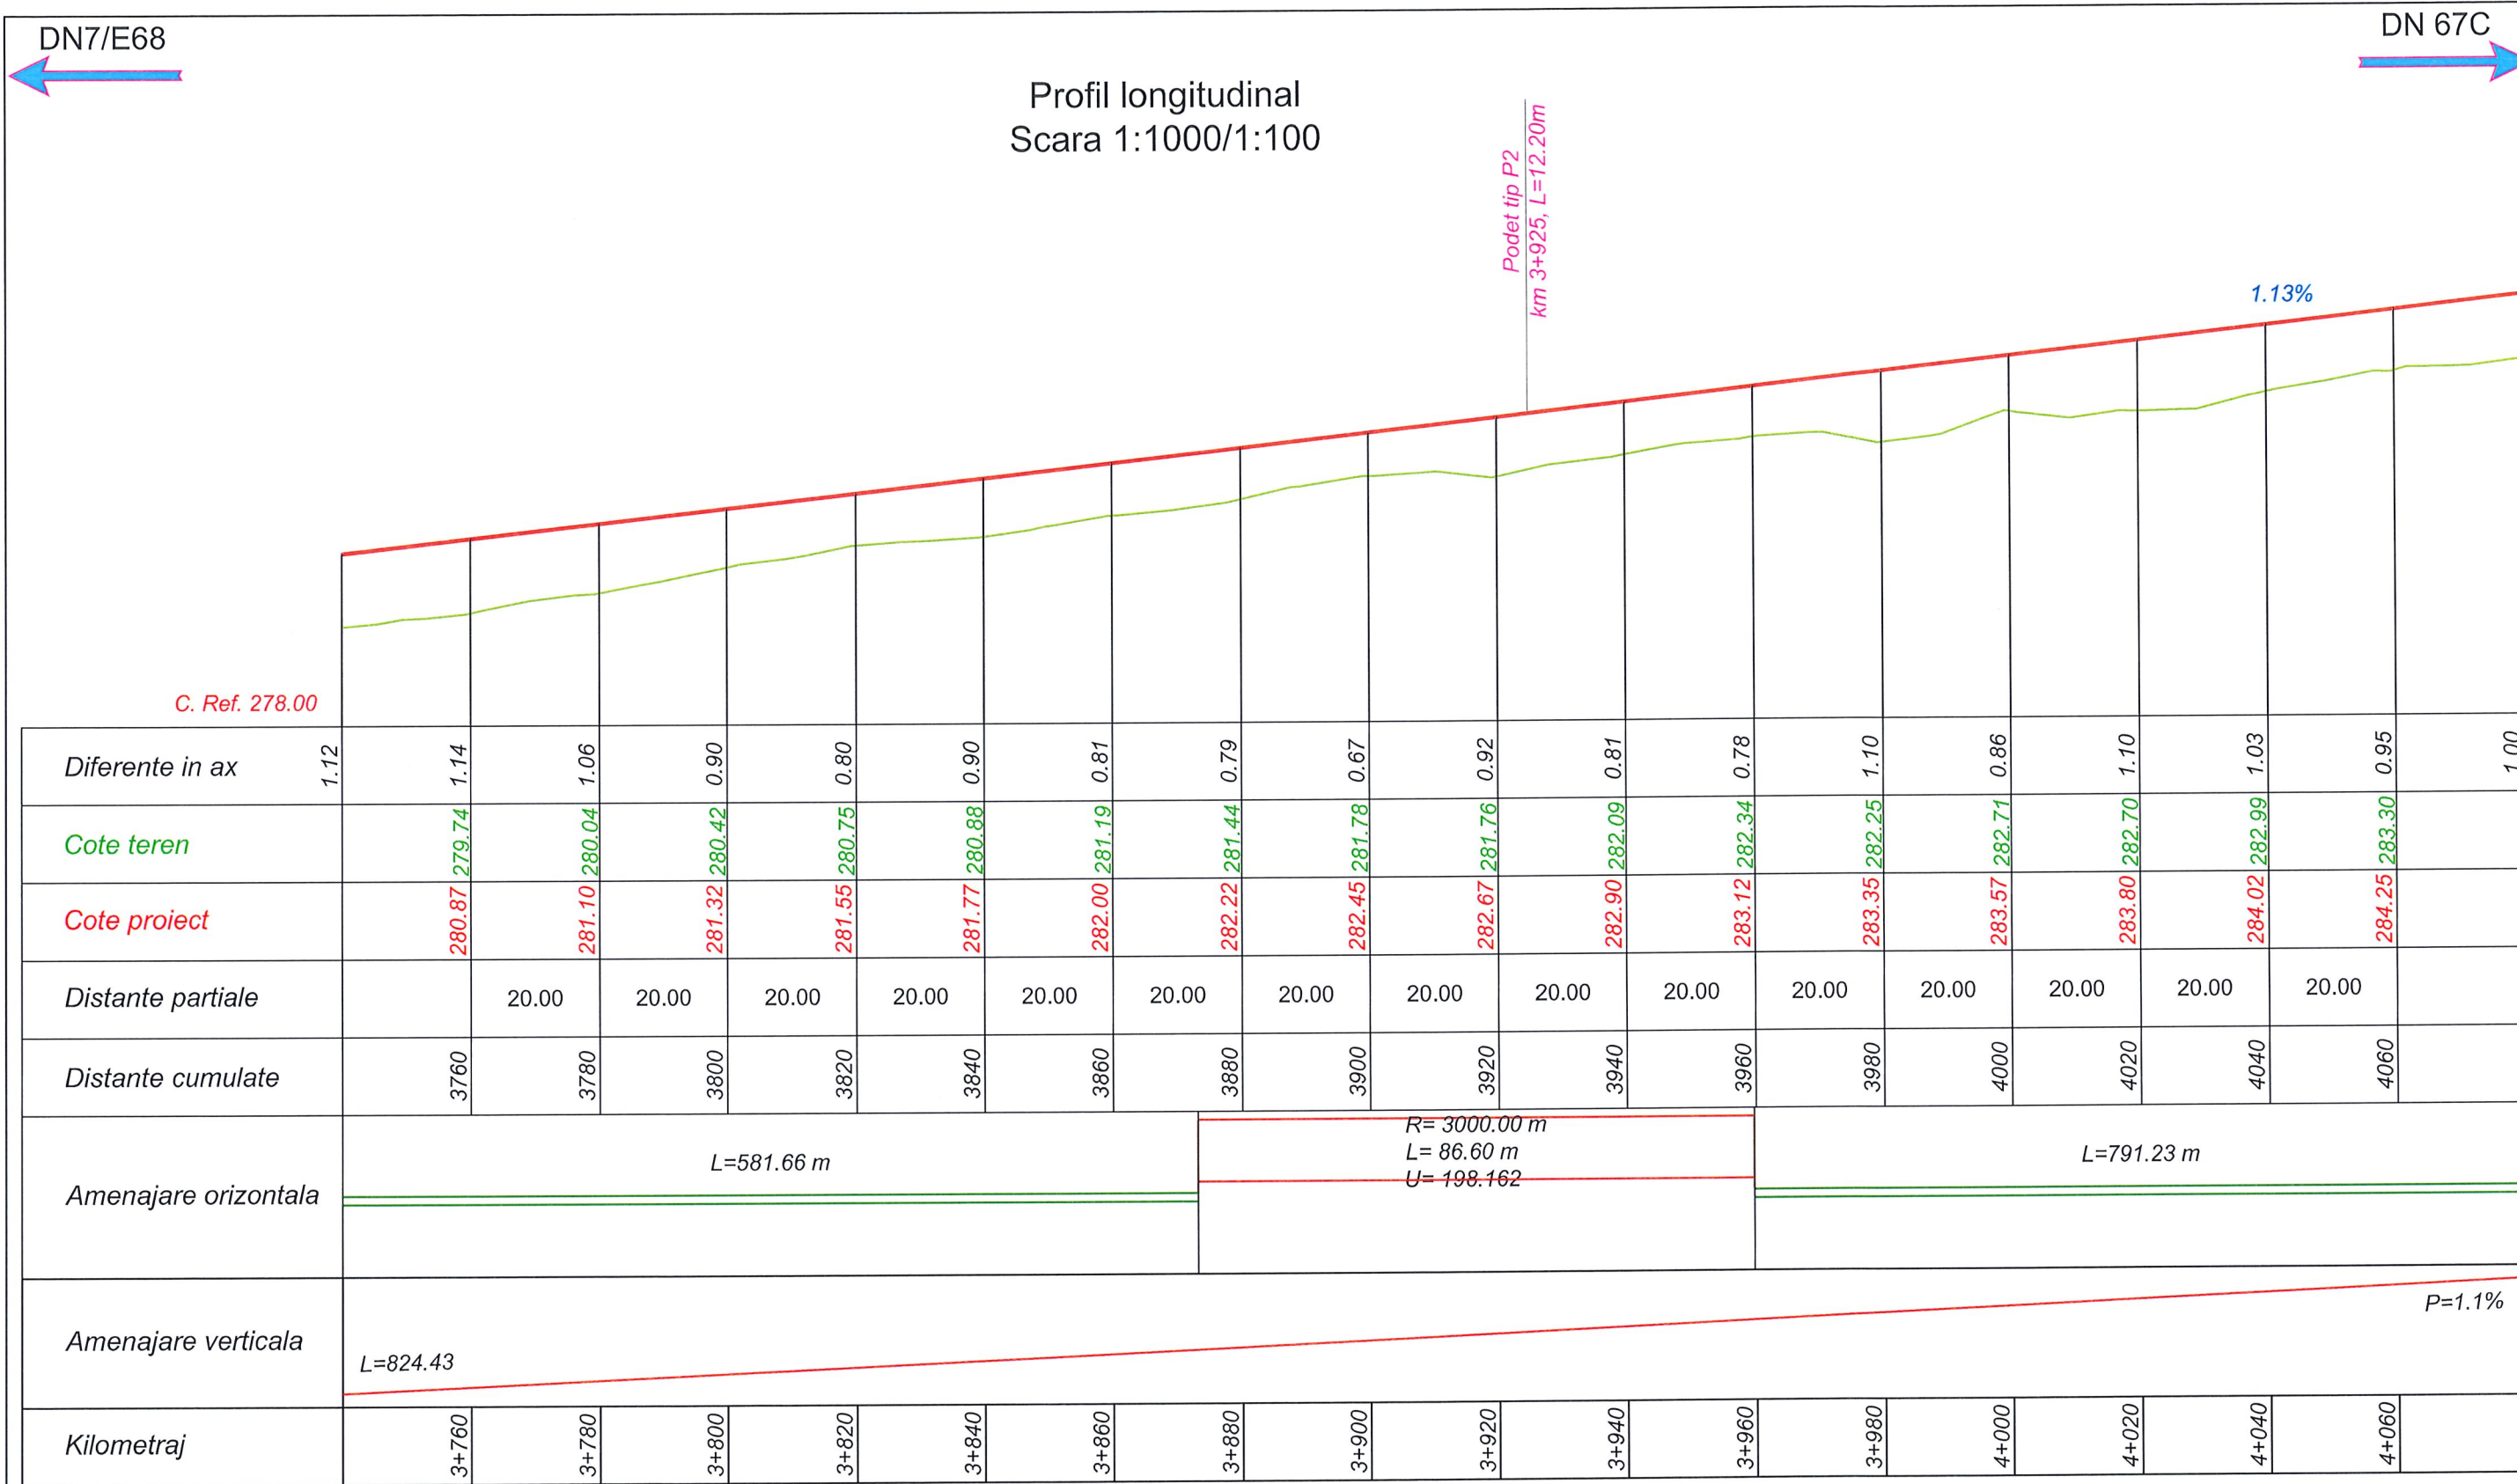 DN7/E68
DN 67C
Profil longitudinal
Scara 1:1000/1:100
Podet tip P2
km 3+925, L=12.20m
1.13%
C. Ref. 278.00
Diferente in ax 1.12 1.14 1.06 0.90 0.80 0.90 0.81 0.79 0.67 0.92 0.81 0.78 1.10 0.86 1.10 1.03 0.95 1.00
Cote teren 279.74 280.04 280.42 280.75 280.88 281.19 281.44 281.78 281.76 282.09 282.34 282.25 282.71 282.70 282.99 283.30
Cote proiect 280.87 281.10 281.32 281.55 281.77 282.00 282.22 282.45 282.67 282.90 283.12 283.35 283.57 283.80 284.02 284.25
Distante partiale 20.00 20.00 20.00 20.00 20.00 20.00 20.00 20.00 20.00 20.00 20.00 20.00 20.00 20.00 20.00
Distante cumulate 3760 3780 3800 3820 3840 3860 3880 3900 3920 3940 3960 3980 4000 4020 4040 4060
Amenajare orizontala
L=581.66 m
R= 3000.00 m
L= 86.60 m
U= 198.162
L=791.23 m
Amenajare verticala
L=824.43
P=1.1%
Kilometraj 3+760 3+780 3+800 3+820 3+840 3+860 3+880 3+900 3+920 3+940 3+960 3+980 4+000 4+020 4+040 4+060